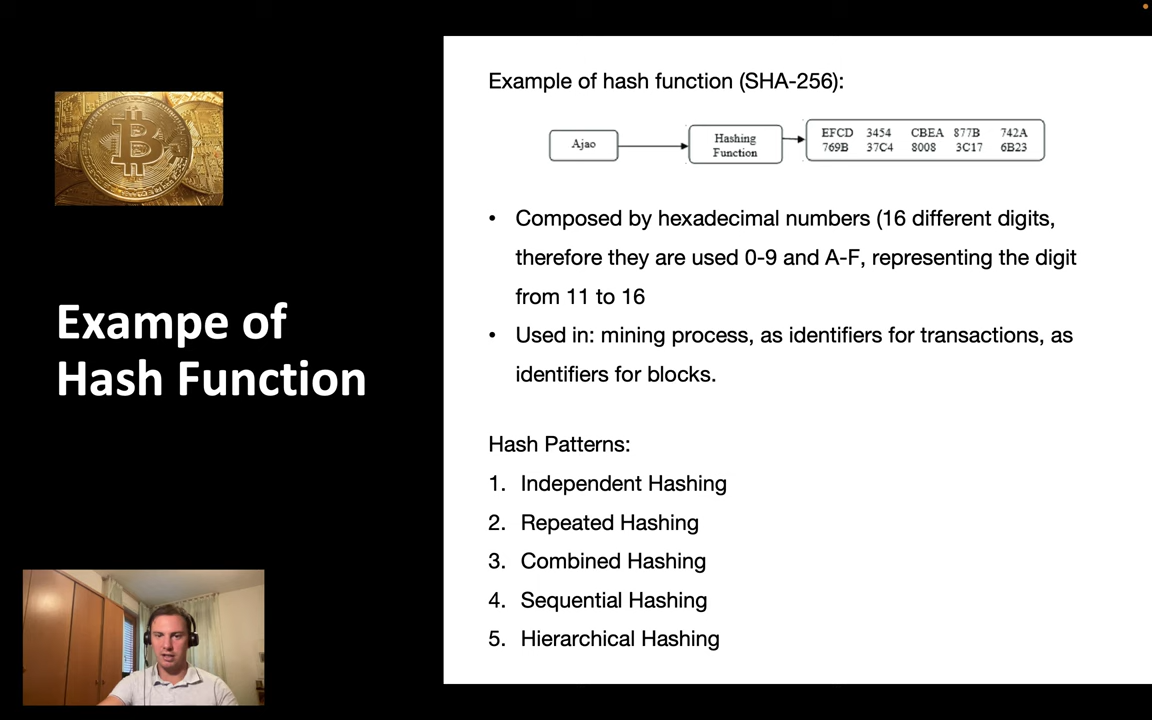 Exampe of
Hash Function
Example of hash function (SHA-256):
Ajao
Hashing
Function
EFCD 3454 CBEA 877B 742A
769B 37C4 8008 3C17 6B23
• Composed by hexadecimal numbers (16 different digits,
therefore they are used 0-9 and A-F, representing the digit
from 11 to 16
• Used in: mining process, as identifiers for transactions, as
identifiers for blocks.
Hash Patterns:
1. Independent Hashing
2. Repeated Hashing
3. Combined Hashing
4. Sequential Hashing
5. Hierarchical Hashing